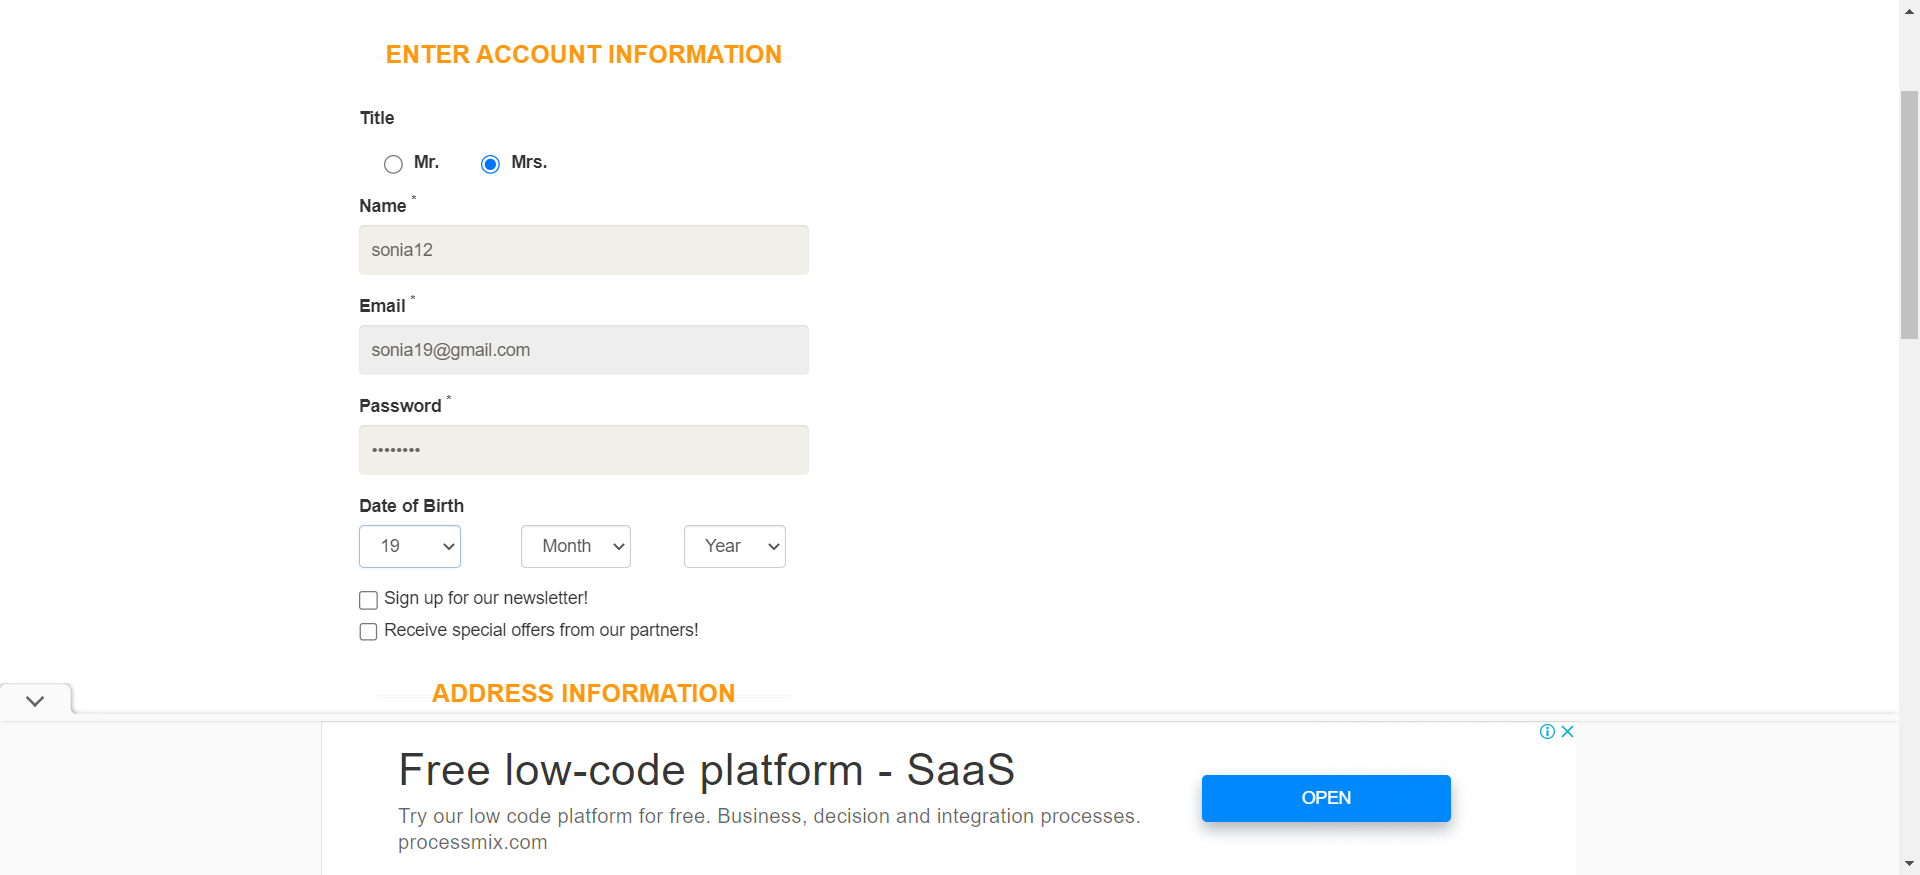 ENTER ACCOUNT INFORMATION
Title
Mr. Mrs.
Name *
sonia12
Email *
sonia19@gmail.com
Password *
••••••••
Date of Birth
19 Month Year
Sign up for our newsletter!
Receive special offers from our partners!
ADDRESS INFORMATION
Free low-code platform - SaaS
Try our low code platform for free. Business, decision and integration processes.
processmix.com
OPEN